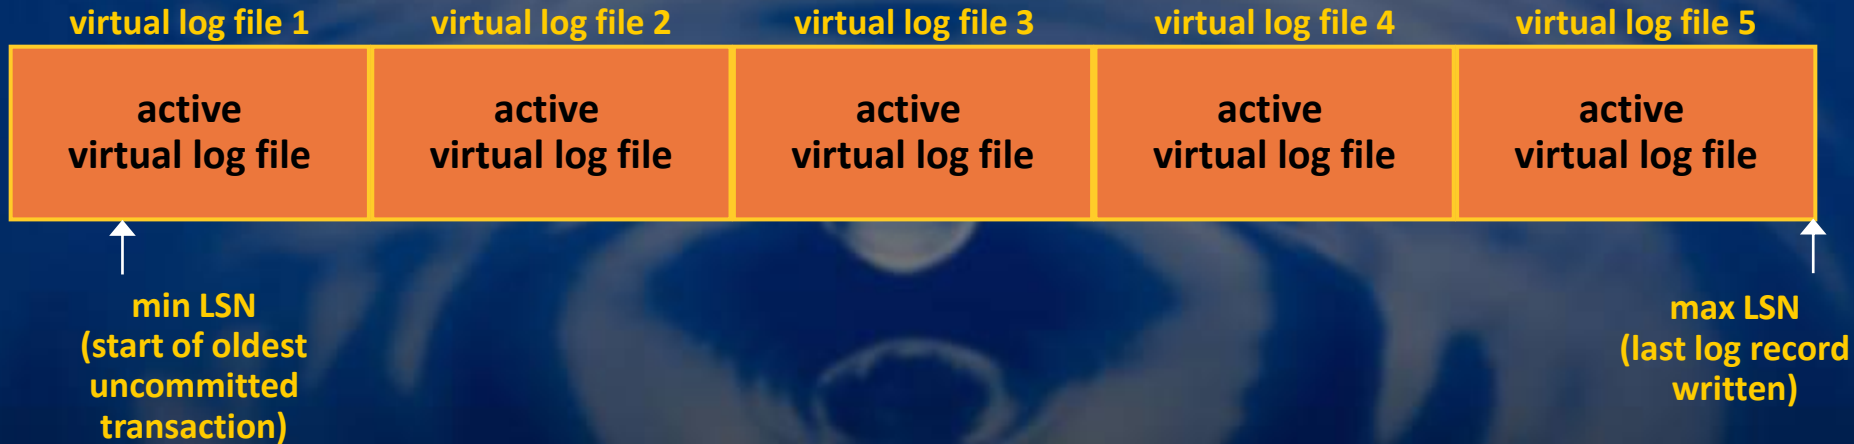 virtual log file 1
virtual log file 2
virtual log file 3
virtual log file 4
virtual log file 5
active
virtual log file
active
virtual log file
active
virtual log file
active
virtual log file
active
virtual log file
min LSN
(start of oldest
uncommitted
transaction)
max LSN
(last log record
written)